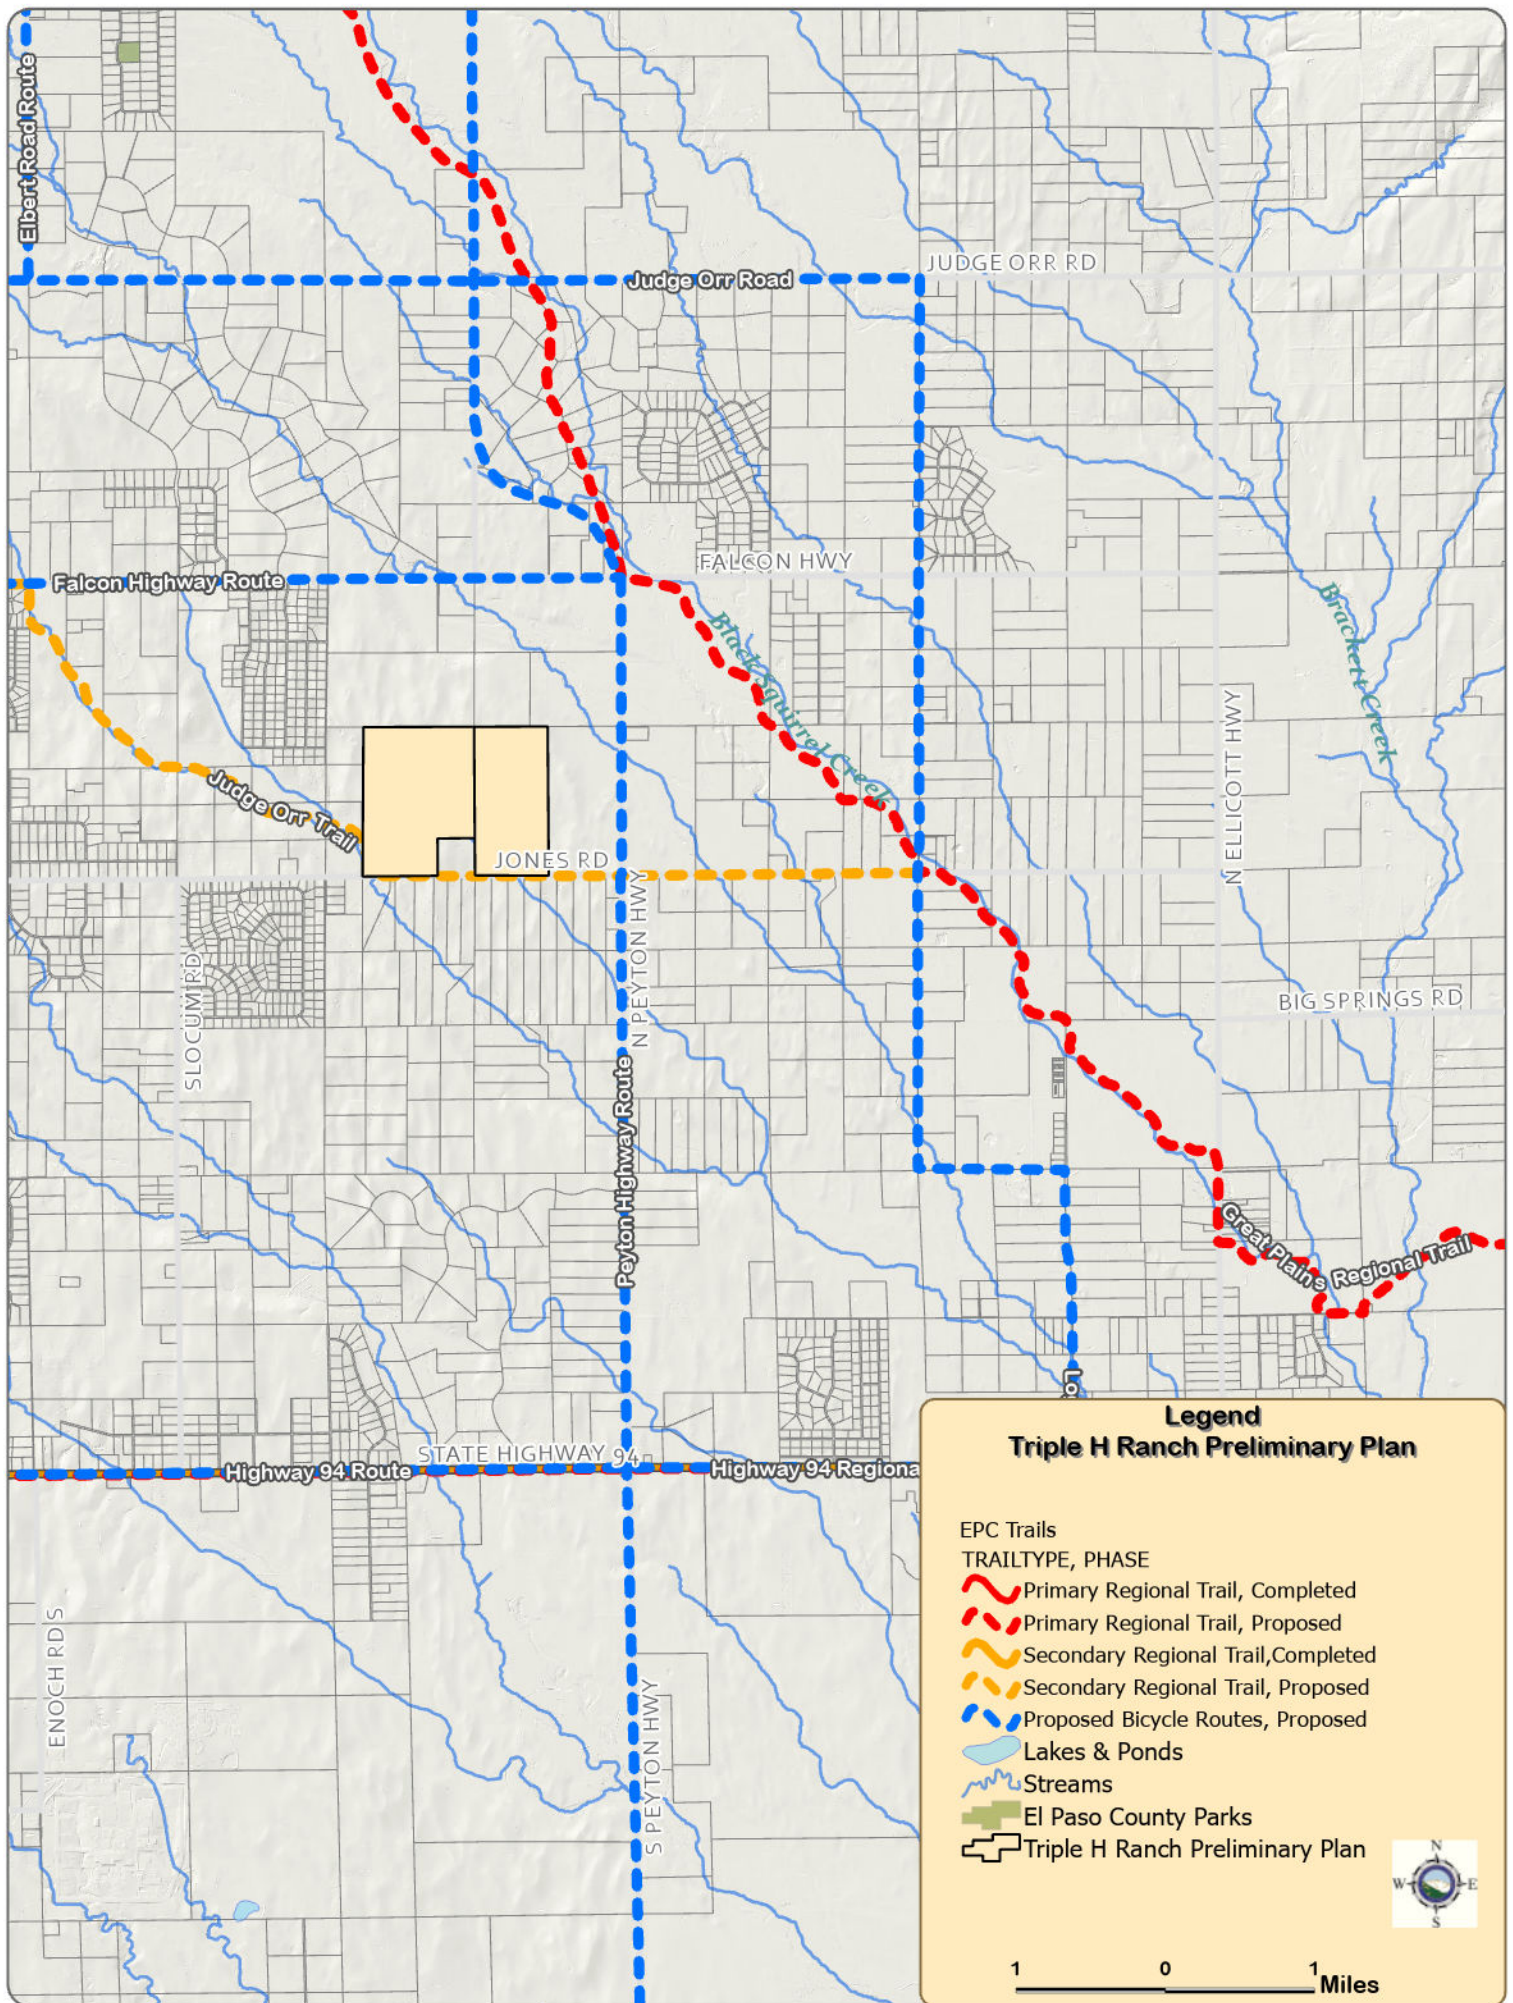 Elbert Road Route
Judge Orr Road
JUDGE ORR RD
Falcon Highway Route
FALCON HWY
Black Squirrel Creek
Brackett Creek
N ELLICOTT HWY
Judge Orr Trail
JONES RD
N PEYTON HWY
SLOCUM RD
BIG SPRINGS RD
Peyton Highway Route
Great Plains Regional Trail
Lo
STATE HIGHWAY 94
Highway 94 Route
Highway 94 Regiona
ENOCH RD S
S PEYTON HWY
Legend
Triple H Ranch Preliminary Plan
EPC Trails
TRAILTYPE, PHASE
Primary Regional Trail, Completed
Primary Regional Trail, Proposed
Secondary Regional Trail,Completed
Secondary Regional Trail, Proposed
Proposed Bicycle Routes, Proposed
Lakes & Ponds
Streams
El Paso County Parks
Triple H Ranch Preliminary Plan
N
W E
S
1 0 1 Miles